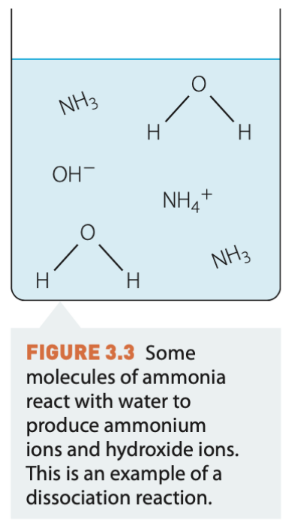 NH₃
O
H H
OH⁻
NH₄⁺
O
NH₃
H H
FIGURE 3.3 Some
molecules of ammonia
react with water to
produce ammonium
ions and hydroxide ions.
This is an example of a
dissociation reaction.